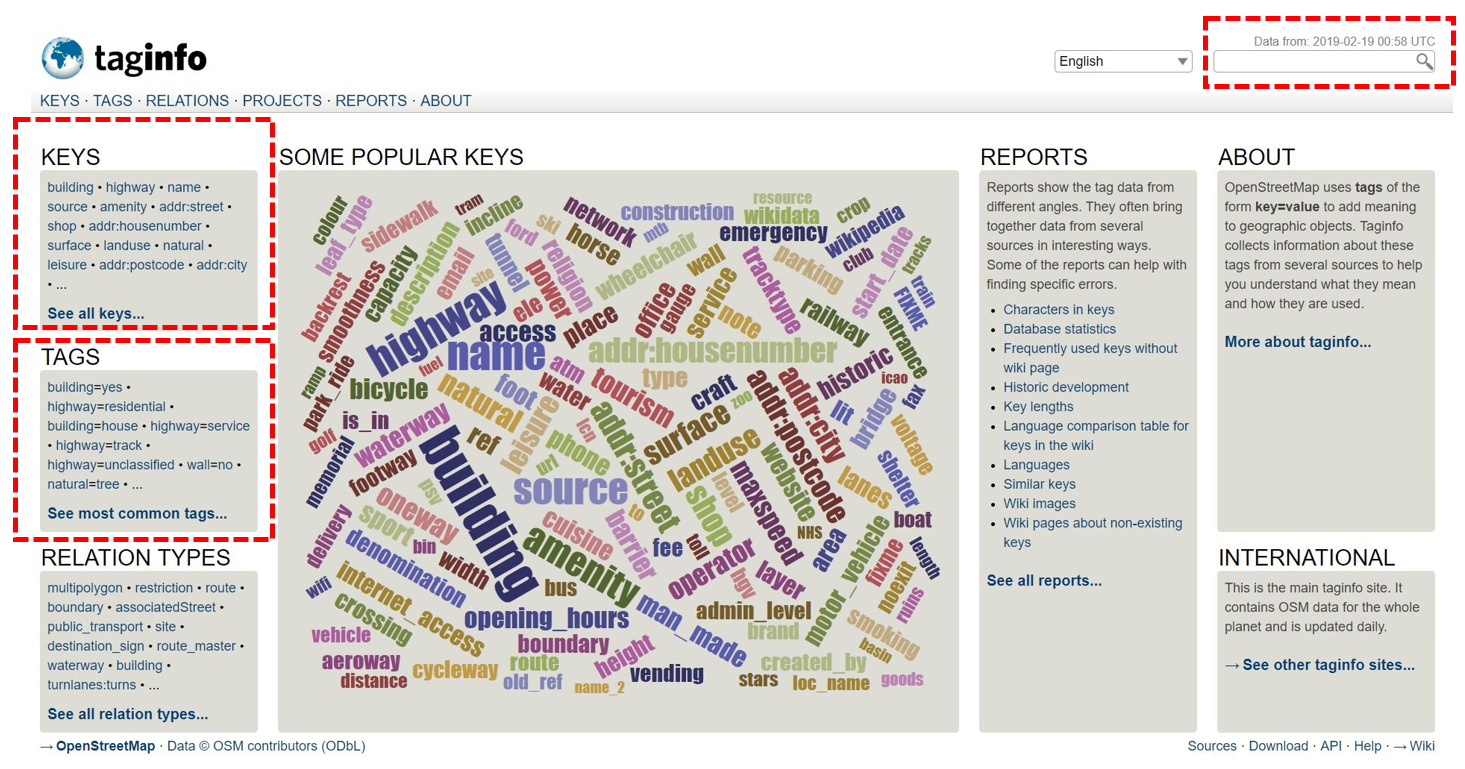 taginfo
English
Data from: 2019-02-19 00:58 UTC
KEYS · TAGS · RELATIONS · PROJECTS · REPORTS · ABOUT
KEYS
building • highway • name •
source • amenity • addr:street •
shop • addr:housenumber •
surface • landuse • natural •
leisure • addr:postcode • addr:city
• ...
See all keys...
TAGS
building=yes •
highway=residential •
building=house • highway=service
• highway=track •
highway=unclassified • wall=no •
natural=tree • ...
See most common tags...
RELATION TYPES
multipolygon • restriction • route •
boundary • associatedStreet •
public_transport • site •
destination_sign • route_master •
waterway • building •
turnlanes:turns • ...
See all relation types...
SOME POPULAR KEYS
colour
leaf_type
sidewalk
tram
incline
ski
network
construction
resource
wikidata
crop
wikipedia
ford
horse
mtb
emergency
club
tracks
capacity
description
email
tunnel
religion
wheelchair
wall
parking
start_date
backrest
smoothness
site
power
office
gauge
service
tracktype
train
FIXME
highway
ele
place
note
railway
entrance
access
name
addr:housenumber
ramp
park_ride
fuel
atm
type
historic
icao
bicycle
natural
foot
water
tourism
craft
zoo
addr:city
lit
fax
is_in
leisure
surface
addr:postcode
bridge
golf
waterway
ref
lcn
addr:street
voltage
memorial
footway
url
phone
landuse
website
shelter
building
psv
source
maxspeed
level
lanes
oneway
to
shop
boat
delivery
sport
cuisine
barrier
NHS
bin
amenity
fee
toll
area
motor_vehicle
length
denomination
width
operator
layer
fixme
wifi
internet_access
bus
hgv
noexit
crossing
opening_hours
man_made
admin_level
ruins
vehicle
boundary
brand
smoking
aeroway
cycleway
route
height
vending
created_by
basin
distance
old_ref
name_2
stars
loc_name
goods
REPORTS
Reports show the tag data from
different angles. They often bring
together data from several
sources in interesting ways.
Some of the reports can help with
finding specific errors.
• Characters in keys
• Database statistics
• Frequently used keys without
wiki page
• Historic development
• Key lengths
• Language comparison table for
keys in the wiki
• Languages
• Similar keys
• Wiki images
• Wiki pages about non-existing
keys
See all reports...
ABOUT
OpenStreetMap uses tags of the
form key=value to add meaning
to geographic objects. Taginfo
collects information about these
tags from several sources to help
you understand what they mean
and how they are used.
More about taginfo...
INTERNATIONAL
This is the main taginfo site. It
contains OSM data for the whole
planet and is updated daily.
→ See other taginfo sites...
→ OpenStreetMap · Data © OSM contributors (ODbL)
Sources · Download · API · Help · → Wiki